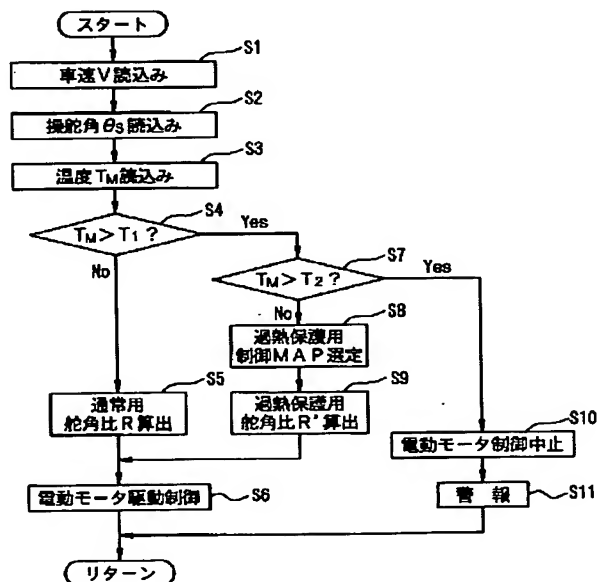 スタート
S1
車速V読込み
S2
操舵角θS読込み
S3
温度TM読込み
S4
TM>T1?
Yes
No
S7
TM>T2?
Yes
No
S8
過熱保護用
制御MAP選定
S5
通常用
舵角比R算出
S9
過熱保護用
舵角比R*算出
S10
電動モータ制御中止
S6
電動モータ駆動制御
S11
警 報
リターン